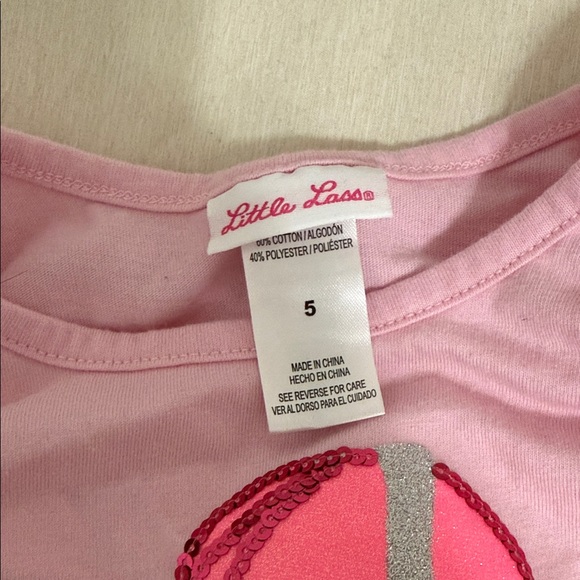 Little Lass®
60% COTTON/ALGODÓN
40% POLYESTER/POLIÉSTER
5
MADE IN CHINA
HECHO EN CHINA
SEE REVERSE FOR CARE
VER AL DORSO PARA EL CUIDADO